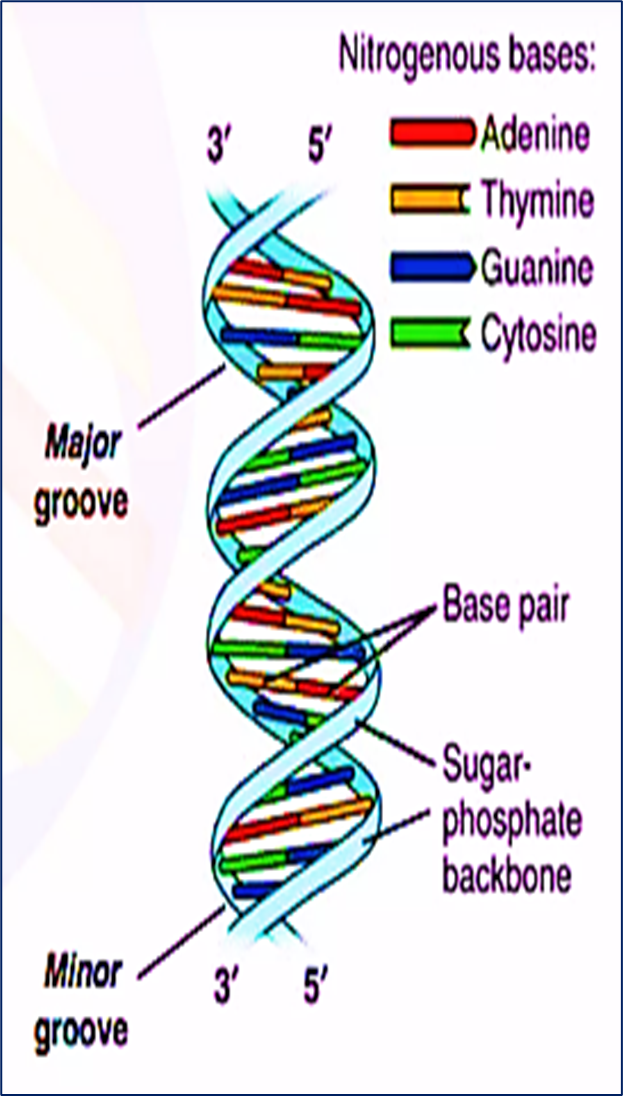 Nitrogenous bases:
Adenine
Thymine
Guanine
Cytosine
3′ 5′
Major
groove
Base pair
Sugar-
phosphate
backbone
Minor
groove
3′ 5′